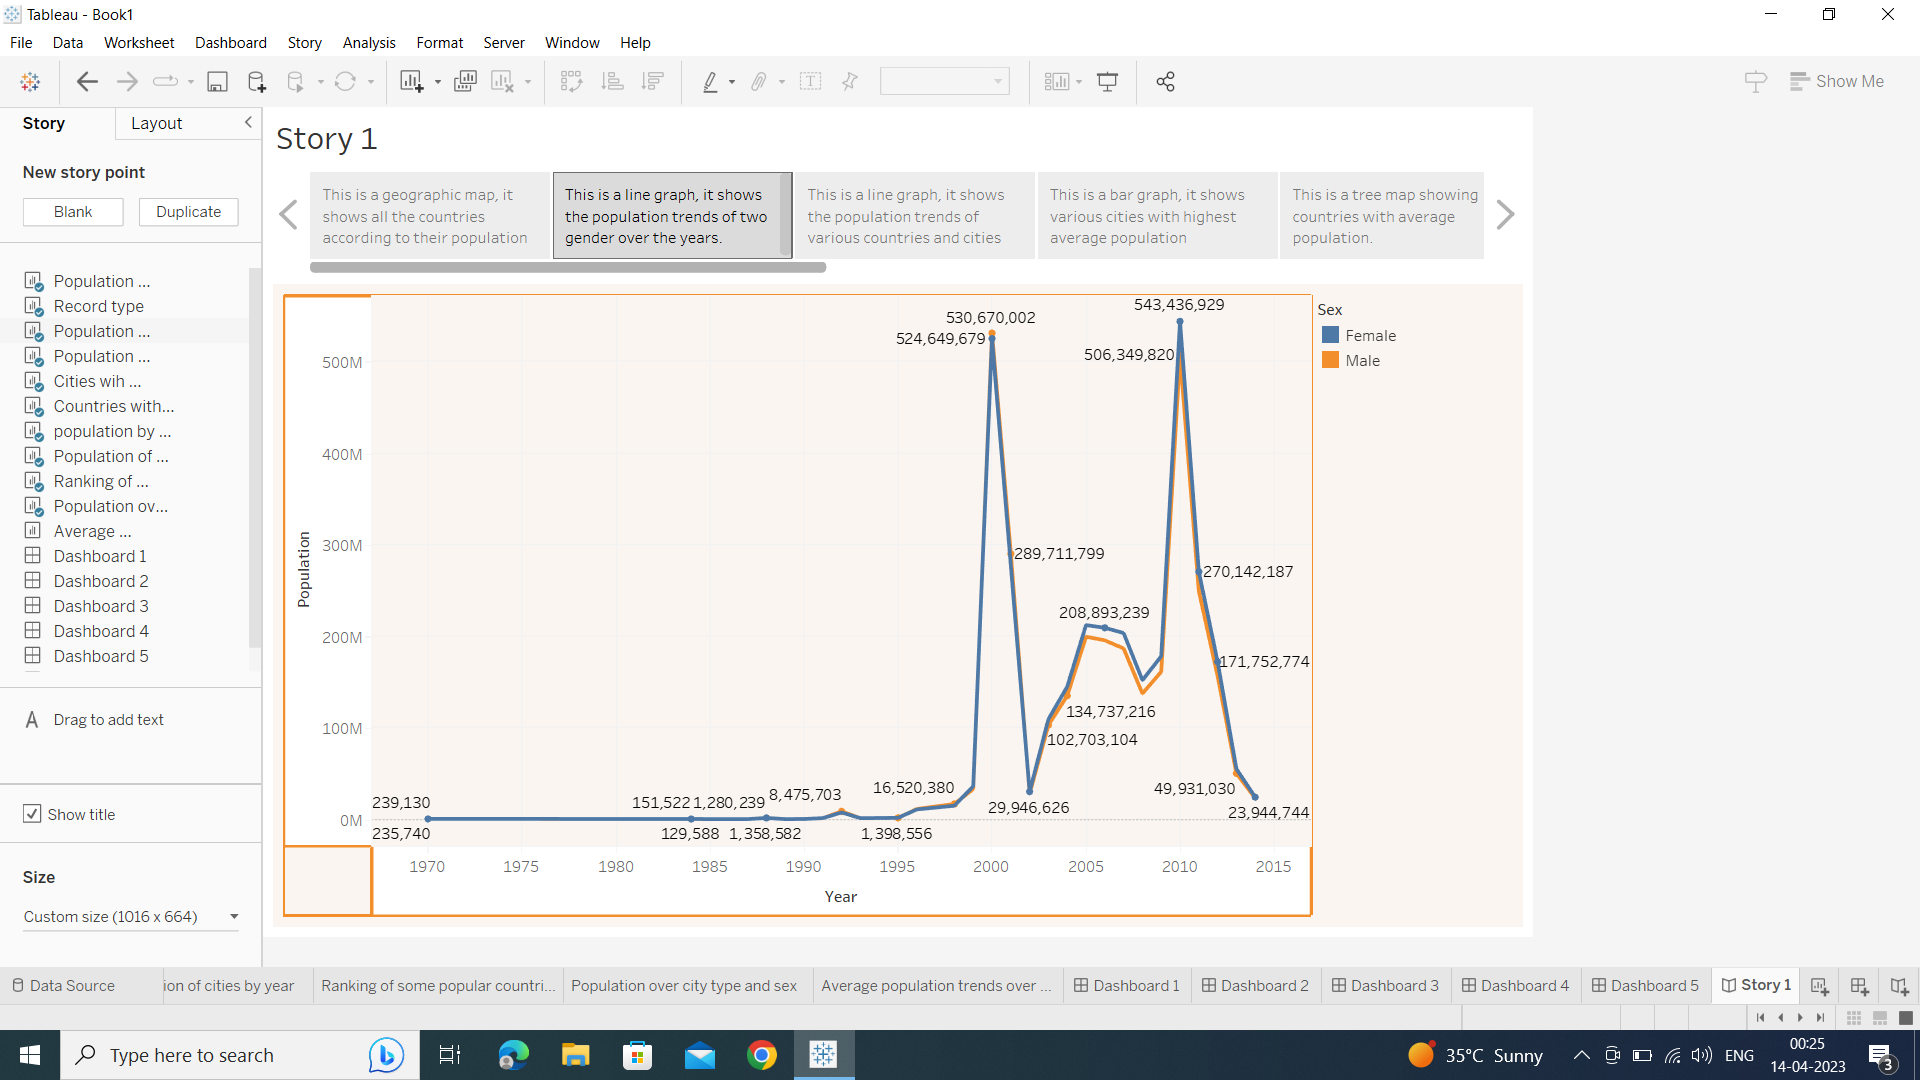 Tableau - Book1
File Data Worksheet Dashboard Story Analysis Format Server Window Help
Show Me
Story Layout
New story point
Blank Duplicate
Population ...
Record type
Population ...
Population ...
Cities wih ...
Countries with...
population by ...
Population of ...
Ranking of ...
Population ov...
Average ...
Dashboard 1
Dashboard 2
Dashboard 3
Dashboard 4
Dashboard 5
A Drag to add text
Show title
Size
Custom size (1016 x 664)
Story 1
This is a geographic map, it
shows all the countries
according to their population
This is a line graph, it shows
the population trends of two
gender over the years.
This is a line graph, it shows
the population trends of
various countries and cities
This is a bar graph, it shows
various cities with highest
average population
This is a tree map showing
countries with average
population.
543,436,929
530,670,002
524,649,679
506,349,820
500M
400M
300M
200M
100M
0M
Population
289,711,799
270,142,187
208,893,239
171,752,774
134,737,216
102,703,104
16,520,380
49,931,030
8,475,703
239,130
151,522
1,280,239
29,946,626
23,944,744
235,740
129,588
1,358,582
1,398,556
1970 1975 1980 1985 1990 1995 2000 2005 2010 2015
Year
Sex
Female
Male
Data Source ion of cities by year Ranking of some popular countri... Population over city type and sex Average population trends over ... Dashboard 1 Dashboard 2 Dashboard 3 Dashboard 4 Dashboard 5 Story 1
Type here to search
35°C Sunny
ENG
00:25
14-04-2023
3